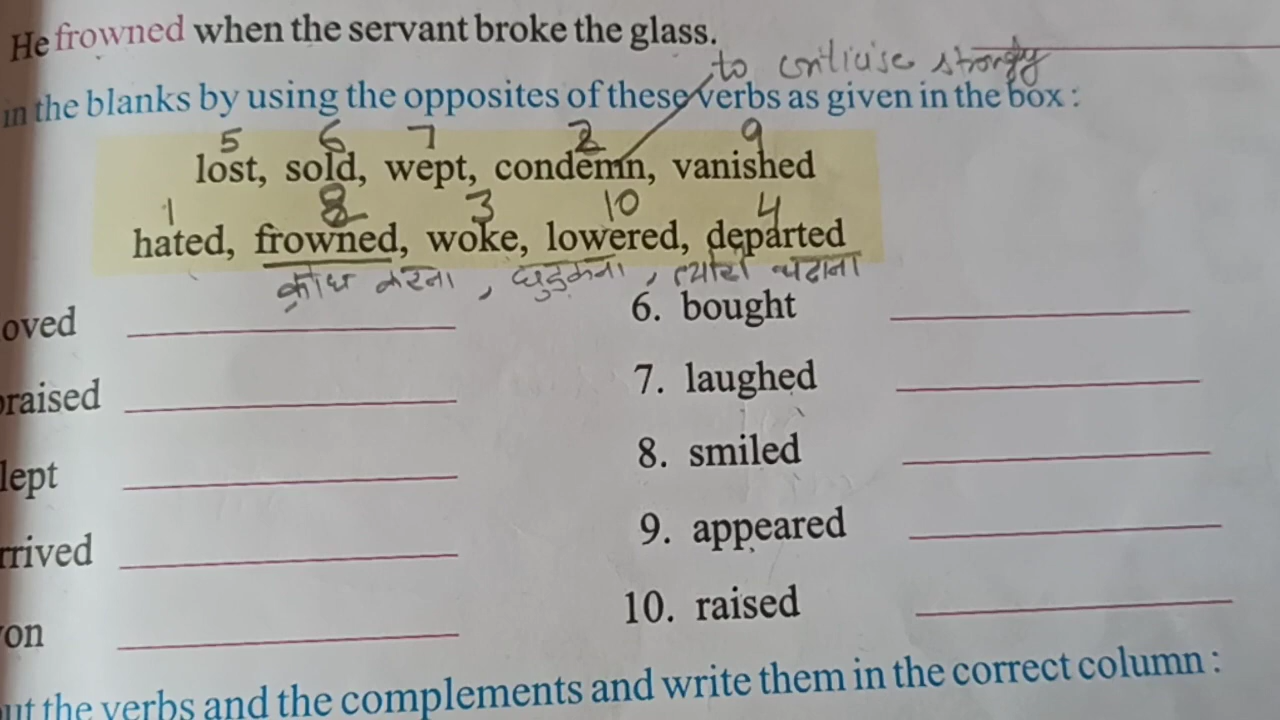 He frowned when the servant broke the glass.
to criticise strongly
in the blanks by using the opposites of these verbs as given in the box :
5 6 7 2 9
lost, sold, wept, condemn, vanished
1 8 3 10 4
hated, frowned, woke, lowered, departed
क्रोध करना, घुड़कना,
oved
6. bought
praised
7. laughed
lept
8. smiled
rrived
9. appeared
on
10. raised
ut the verbs and the complements and write them in the correct column :